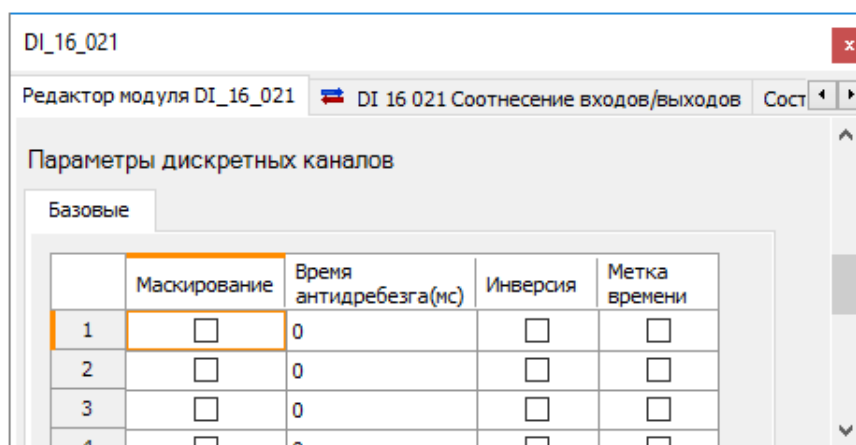 DI_16_021
x
Редактор модуля DI_16_021 DI 16 021 Соотнесение входов/выходов Сост
Параметры дискретных каналов
Базовые
Маскирование Время антидребезга(мс) Инверсия Метка времени
1 0
2 0
3 0